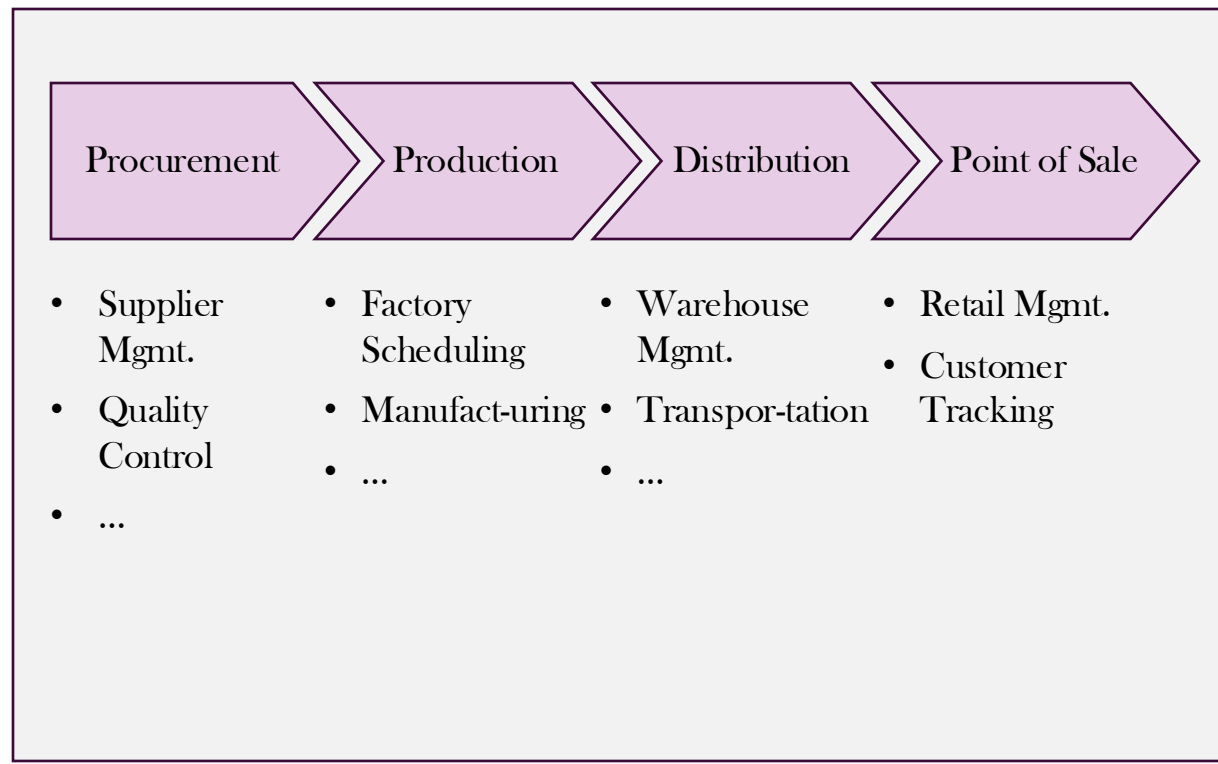 Procurement
Production
Distribution
Point of Sale
• Supplier
Mgmt.
• Quality
Control
• ...
• Factory
Scheduling
• Manufact-uring
• ...
• Warehouse
Mgmt.
• Transpor-tation
• ...
• Retail Mgmt.
• Customer
Tracking